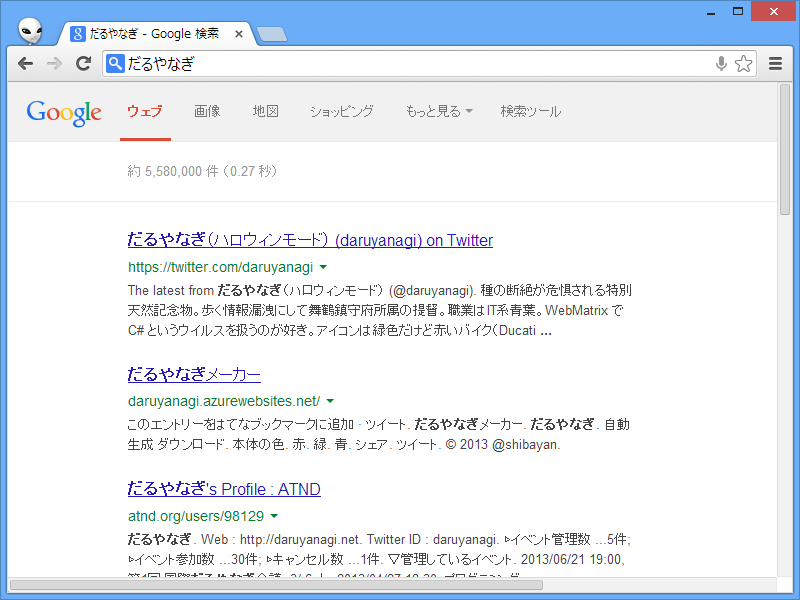 だるやなぎ - Google 検索
だるやなぎ
Google ウェブ 画像 地図 ショッピング もっと見る 検索ツール
約 5,580,000 件 (0.27 秒)
だるやなぎ(ハロウィンモード) (daruyanagi) on Twitter
https://twitter.com/daruyanagi
The latest from だるやなぎ(ハロウィンモード) (@daruyanagi). 種の断絶が危惧される特別
天然記念物。歩く情報漏洩にして舞鶴鎮守府所属の提督。職業はIT系青葉。WebMatrix で
C# というウイルスを扱うのが好き。アイコンは緑色だけど赤いバイク(Ducati ...
だるやなぎメーカー
daruyanagi.azurewebsites.net/
このエントリーをはてなブックマークに追加 · ツイート. だるやなぎメーカー. だるやなぎ. 自動
生成 ダウンロード. 本体の色. 赤. 緑. 青. シェア. ツイート. © 2013 @shibayan.
だるやなぎ's Profile : ATND
atnd.org/users/98129
だるやなぎ. Web : http://daruyanagi.net. Twitter ID : daruyanagi. ▹イベント管理数 ...5件;
▹イベント参加数 ...30件; ▹キャンセル数 ...1件. ▽管理しているイベント. 2013/06/21 19:00,